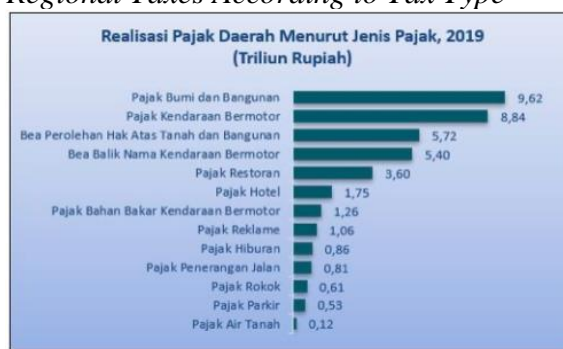 Regional Taxes According to Tax Type
Realisasi Pajak Daerah Menurut Jenis Pajak, 2019
(Triliun Rupiah)
Pajak Bumi dan Bangunan 9,62
Pajak Kendaraan Bermotor 8,84
Bea Perolehan Hak Atas Tanah dan Bangunan 5,72
Bea Balik Nama Kendaraan Bermotor 5,40
Pajak Restoran 3,60
Pajak Hotel 1,75
Pajak Bahan Bakar Kendaraan Bermotor 1,26
Pajak Reklame 1,06
Pajak Hiburan 0,86
Pajak Penerangan Jalan 0,81
Pajak Rokok 0,61
Pajak Parkir 0,53
Pajak Air Tanah 0,12